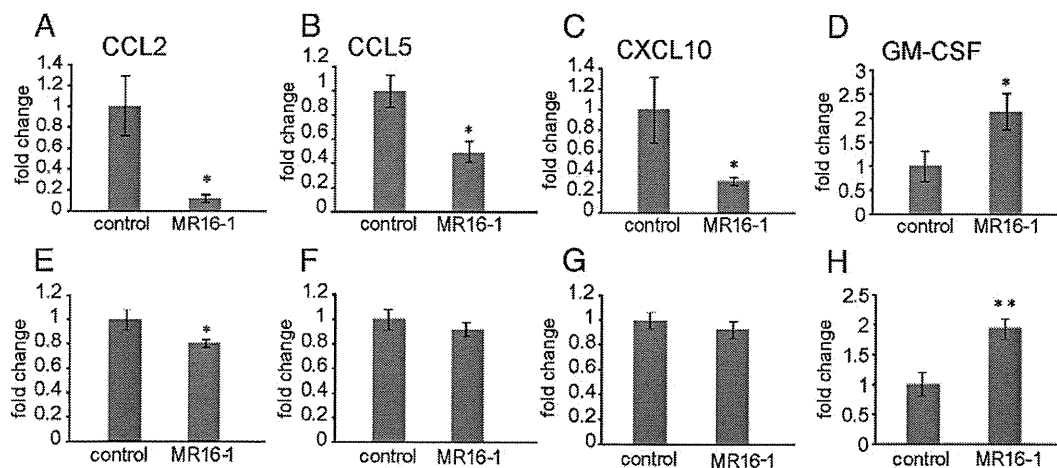 A
CCL2
fold change
1.4
1.2
1
0.8
0.6
0.4
0.2
0
*
control MR16-1
B
CCL5
fold change
1.2
1
0.8
0.6
0.4
0.2
0
*
control MR16-1
C
CXCL10
fold change
1.4
1.2
1
0.8
0.6
0.4
0.2
0
*
control MR16-1
D
GM-CSF
fold change
3
2.5
2
1.5
1
0.5
0
*
control MR16-1
E
fold change
1.2
1
0.8
0.6
0.4
0.2
0
*
control MR16-1
F
fold change
1.2
1
0.8
0.6
0.4
0.2
0
control MR16-1
G
fold change
1.2
1
0.8
0.6
0.4
0.2
0
control MR16-1
H
fold change
2.5
2
1.5
1
0.5
0
**
control MR16-1